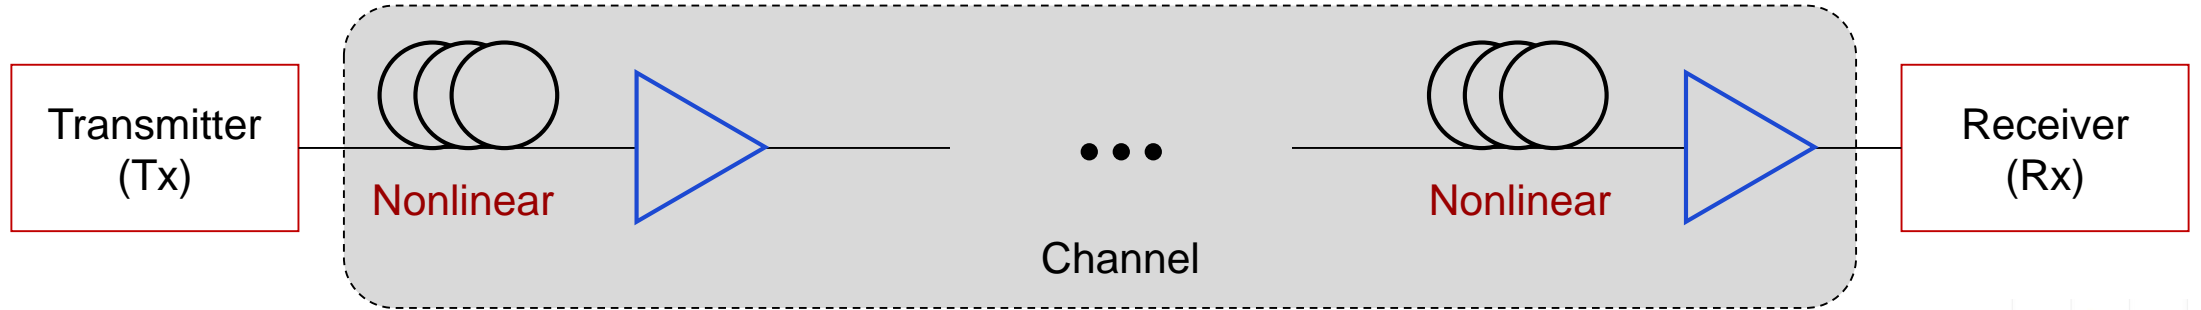 Transmitter
(Tx)
Nonlinear
Channel
Nonlinear
Receiver
(Rx)